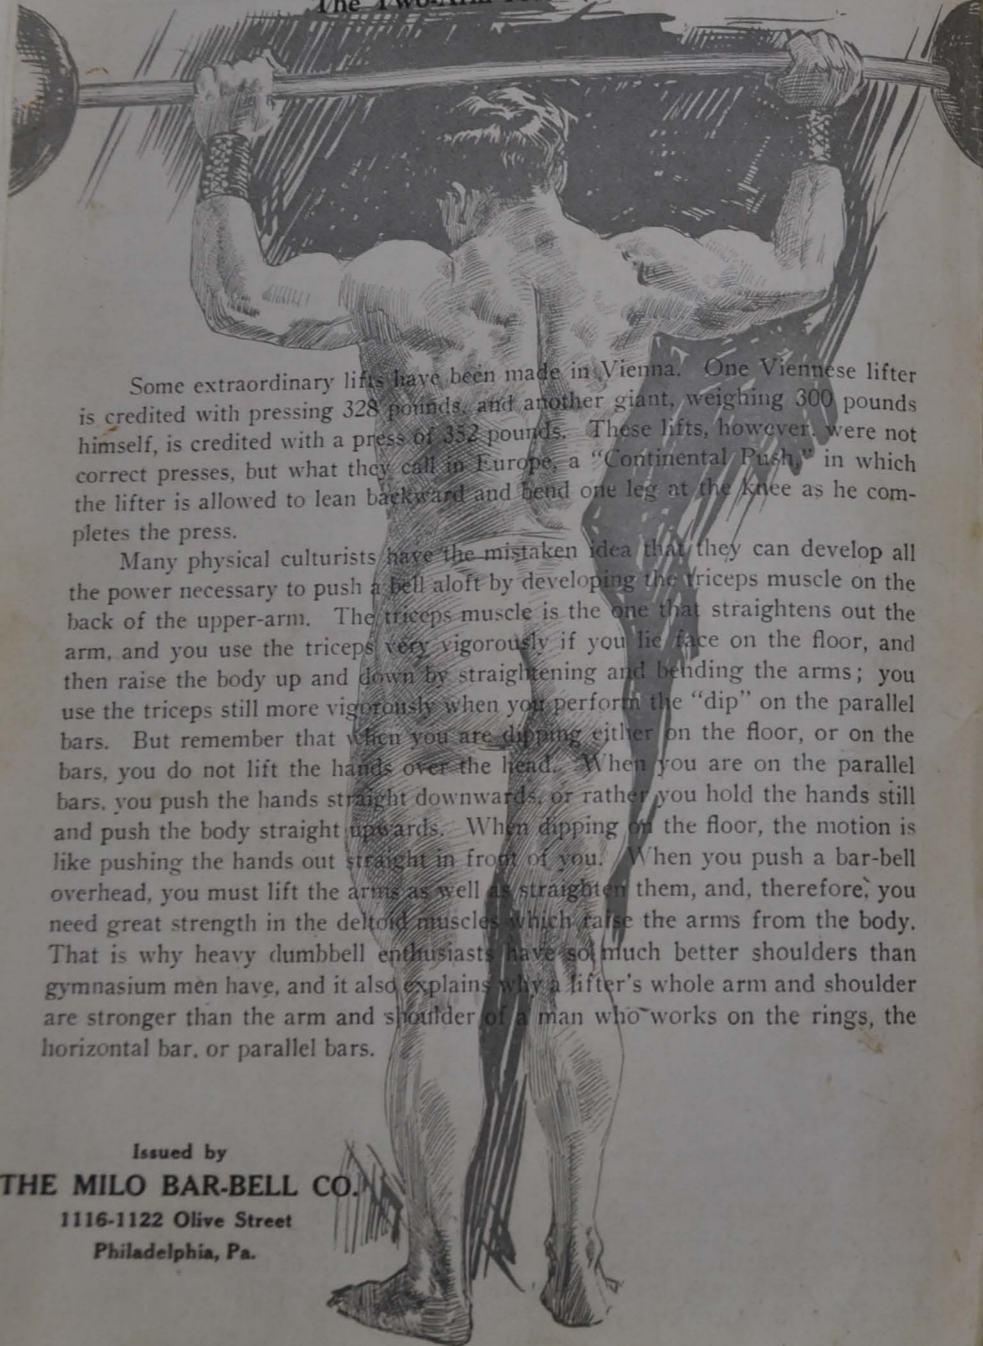 The Two-Arm
Some extraordinary lifts have been made in Vienna. One Viennese lifter
is credited with pressing 328 pounds, and another giant, weighing 300 pounds
himself, is credited with a press of 352 pounds. These lifts, however, were not
correct presses, but what they call in Europe, a “Continental Push,” in which
the lifter is allowed to lean backward and bend one leg at the knee as he com-
pletes the press.
Many physical culturists have the mistaken idea that they can develop all
the power necessary to push a bell aloft by developing the triceps muscle on the
back of the upper-arm. The triceps muscle is the one that straightens out the
arm, and you use the triceps very vigorously if you lie face on the floor, and
then raise the body up and down by straightening and bending the arms; you
use the triceps still more vigorously when you perform the “dip” on the parallel
bars. But remember that when you are dipping either on the floor, or on the
bars, you do not lift the hands over the head. When you are on the parallel
bars, you push the hands straight downwards, or rather you hold the hands still
and push the body straight upwards. When dipping on the floor, the motion is
like pushing the hands out straight in front of you. When you push a bar-bell
overhead, you must lift the arms as well as straighten them, and, therefore, you
need great strength in the deltoid muscles which raise the arms from the body.
That is why heavy dumbbell enthusiasts have so much better shoulders than
gymnasium men have, and it also explains why a lifter's whole arm and shoulder
are stronger than the arm and shoulder of a man who works on the rings, the
horizontal bar, or parallel bars.
Issued by
THE MILO BAR-BELL CO.
1116-1122 Olive Street
Philadelphia, Pa.